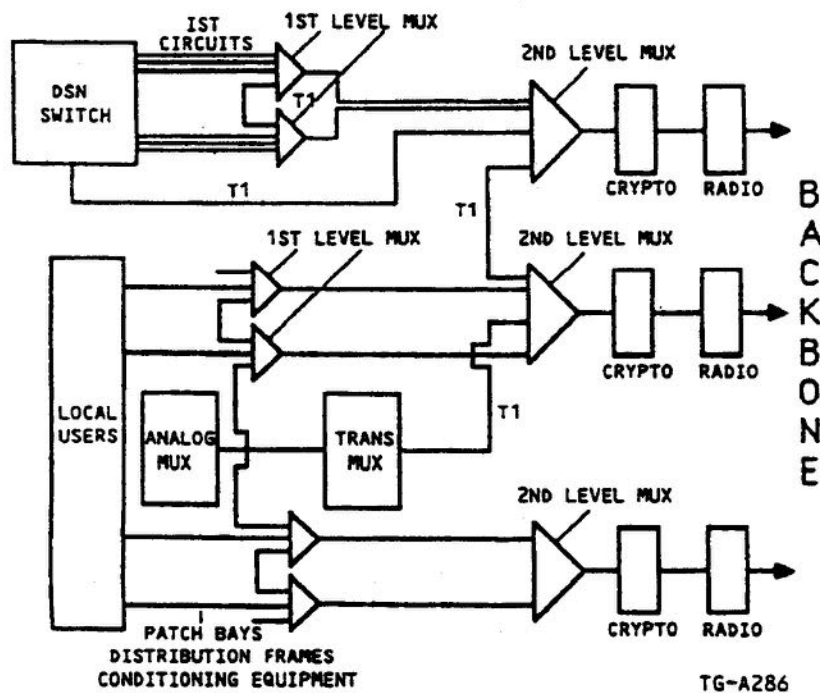 IST
CIRCUITS
1ST LEVEL MUX
2ND LEVEL MUX
DSN
SWITCH
T1
T1
CRYPTO
RADIO
T1
1ST LEVEL MUX
2ND LEVEL MUX
BACKBONE
CRYPTO
RADIO
LOCAL
USERS
ANALOG
MUX
TRANS
MUX
T1
2ND LEVEL MUX
CRYPTO
RADIO
PATCH BAYS
DISTRIBUTION FRAMES
CONDITIONING EQUIPMENT
TG-A286